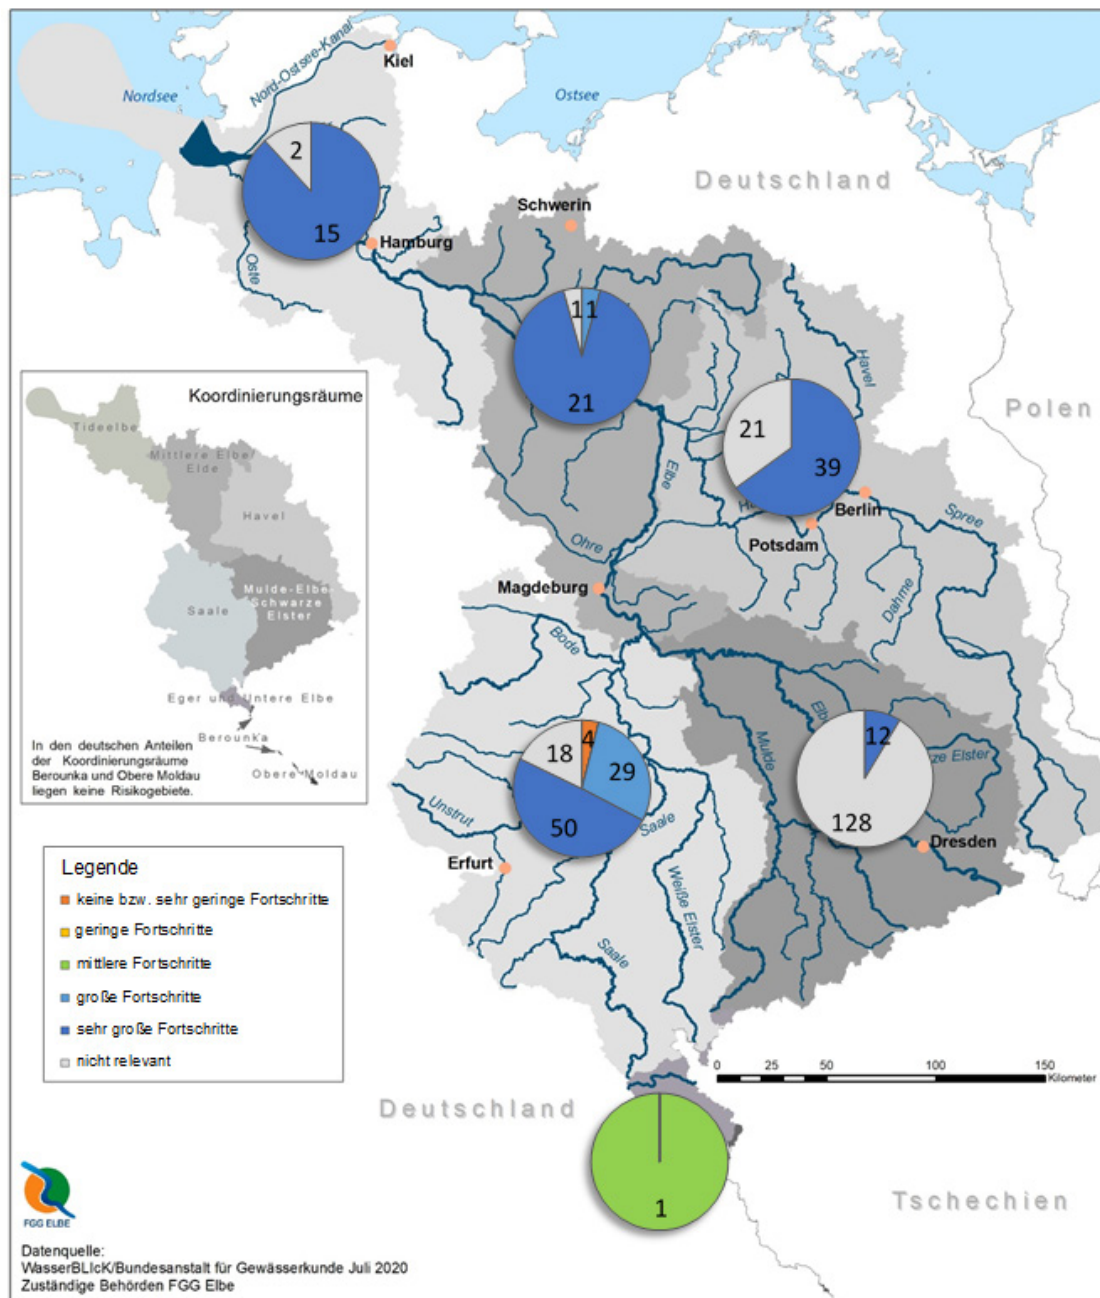 Kiel
Nord-Ostsee-Kanal
Nordsee
Ostsee
2
15
Deutschland
Schwerin
Hamburg
Oste
1
1
21
Havel
Polen
Koordinierungsräume
Tideelbe
Mittlere Elbe/
Elde
Havel
Saale
Mulde-Elbe-
Schwarze
Elster
Eger und Untere Elbe
Berounka
Obere Moldau
In den deutschen Anteilen
der Koordinierungsräume
Berounka und Obere Moldau
liegen keine Risikogebiete.
21
39
Elbe
Berlin
Spree
Potsdam
Ohre
Magdeburg
Dahme
Bode
Mulde
12
128
ze Elster
Dresden
18
4
29
50
Saale
Unstrut
Erfurt
Weiße Elster
Saale
Legende
keine bzw. sehr geringe Fortschritte
geringe Fortschritte
mittlere Fortschritte
große Fortschritte
sehr große Fortschritte
nicht relevant
0 25 50 100 150
Kilometer
Deutschland
1
Tschechien
FGG ELBE
Datenquelle:
WasserBLIcK/Bundesanstalt für Gewässerkunde Juli 2020
Zuständige Behörden FGG Elbe